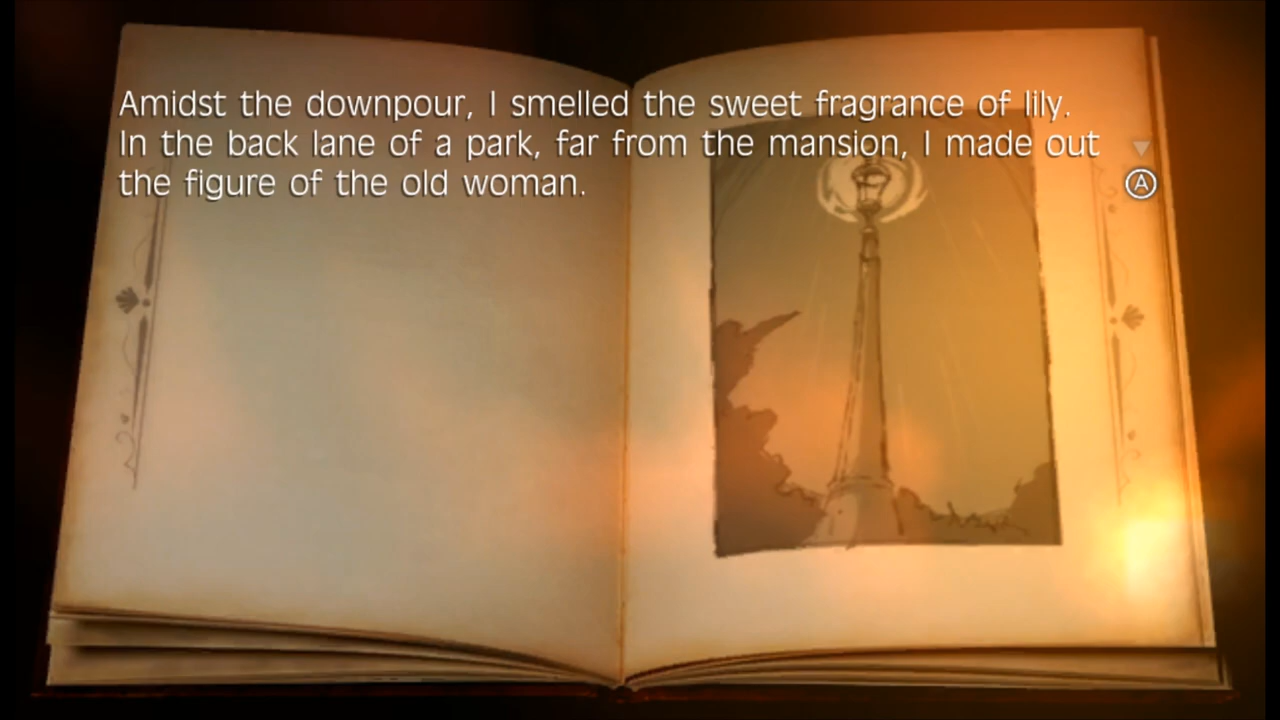 Amidst the downpour, I smelled the sweet fragrance of lily.
In the back lane of a park, far from the mansion, I made out
the figure of the old woman.
A